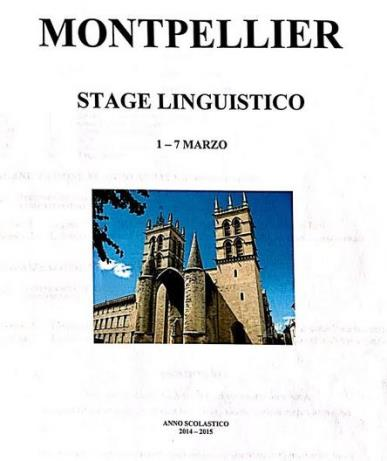 MONTPELLIER
STAGE LINGUISTICO
1 – 7 MARZO
ANNO SCOLASTICO
2014 – 2015